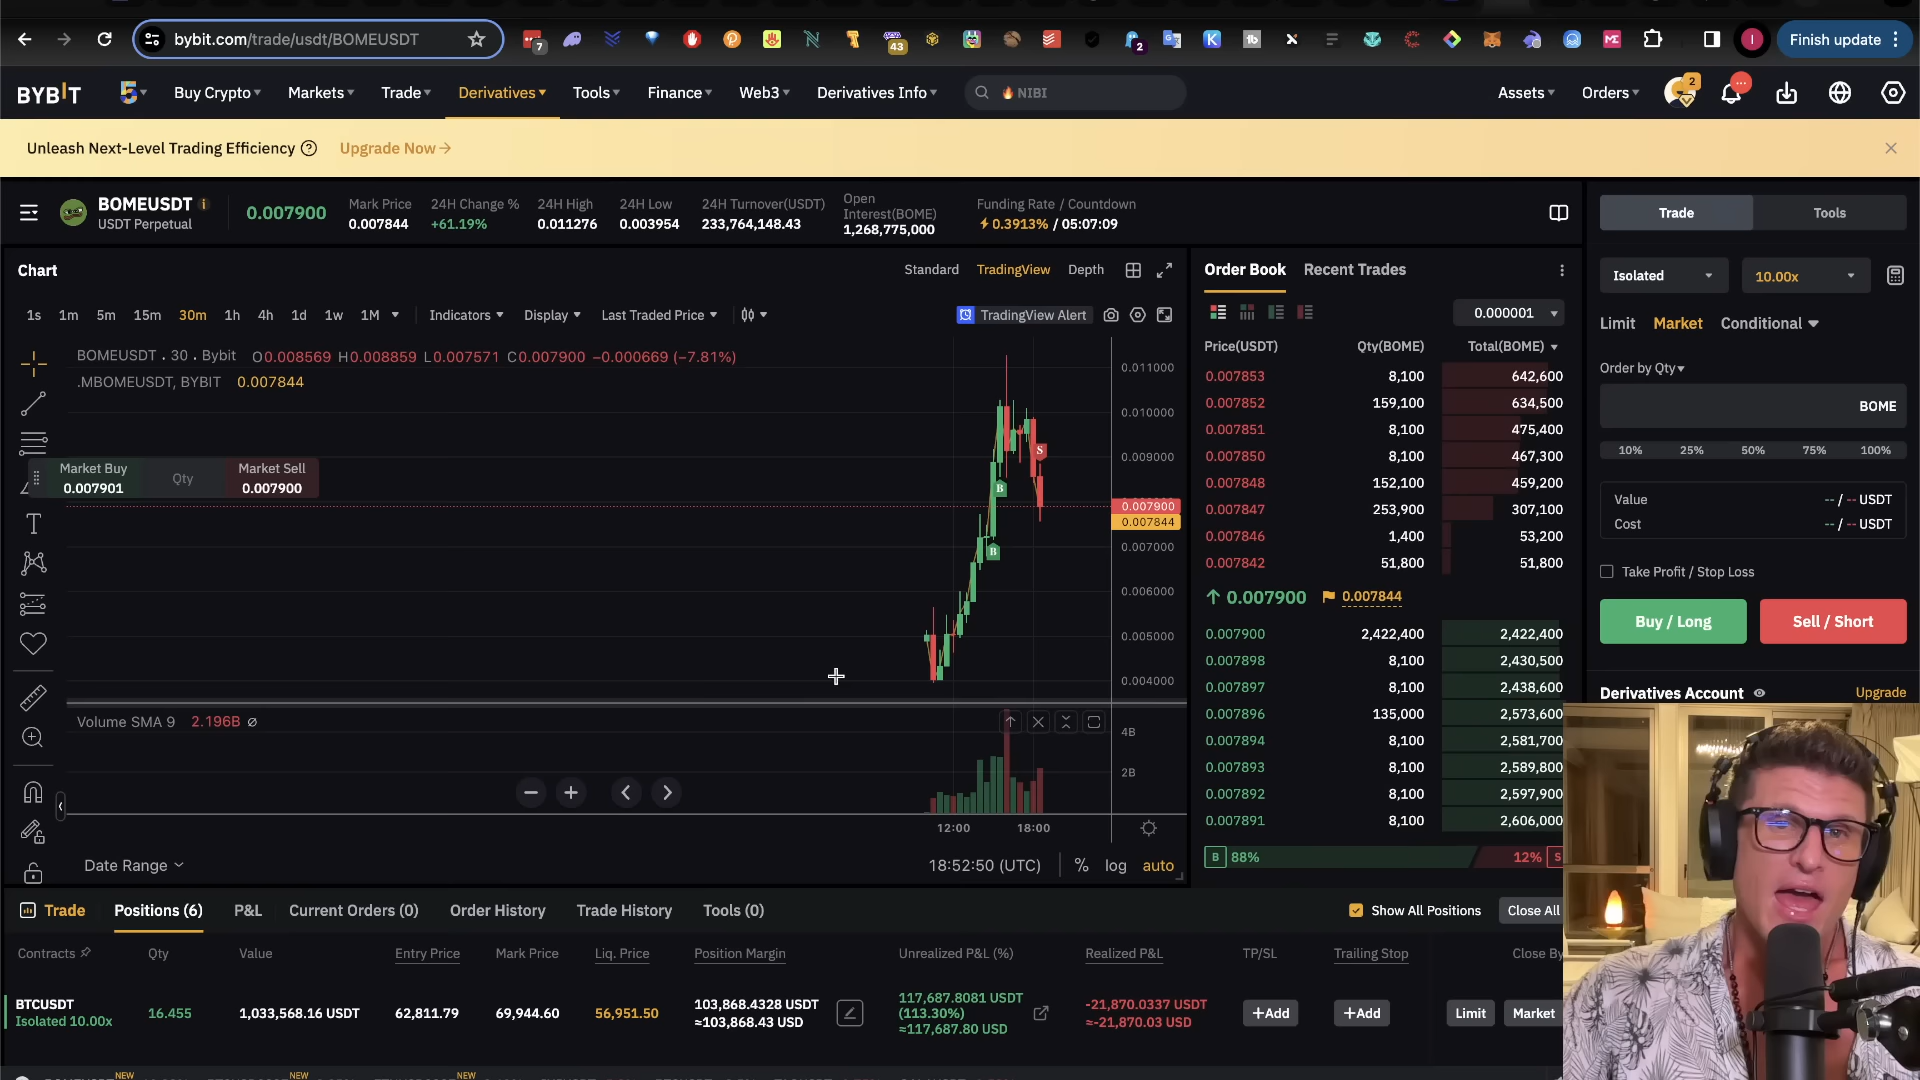 bybit.com/trade/usdt/BOMEUSDT
7
43
2
I
Finish update
BYBIT
5
Buy Crypto
Markets
Trade
Derivatives
Tools
Finance
Web3
Derivatives Info
NIBI
Assets
Orders
2
Unleash Next-Level Trading Efficiency
Upgrade Now
BOMEUSDT
USDT Perpetual
0.007900
Mark Price
0.007844
24H Change %
+61.19%
24H High
0.011276
24H Low
0.003954
24H Turnover(USDT)
233,764,148.43
Open
Interest(BOME)
1,268,775,000
Funding Rate / Countdown
0.3913% / 05:07:09
Trade
Tools
Chart
Standard
TradingView
Depth
Order Book
Recent Trades
Isolated
10.00x
1s 1m 5m 15m 30m 1h 4h 1d 1w 1M
Indicators
Display
Last Traded Price
TradingView Alert
0.000001
Limit
Market
Conditional
BOMEUSDT . 30 . Bybit O0.008569 H0.008859 L0.007571 C0.007900 −0.000669 (−7.81%)
.MBOMEUSDT, BYBIT 0.007844
Market Buy
0.007901
Qty
Market Sell
0.007900
B
B
S
0.011000
0.010000
0.009000
0.007900
0.007844
0.007000
0.006000
0.005000
0.004000
Volume SMA 9 2.196B
4B
2B
12:00
18:00
Date Range
18:52:50 (UTC)
%
log
auto
Price(USDT) Qty(BOME) Total(BOME)
0.007853 8,100 642,600
0.007852 159,100 634,500
0.007851 8,100 475,400
0.007850 8,100 467,300
0.007848 152,100 459,200
0.007847 253,900 307,100
0.007846 1,400 53,200
0.007842 51,800 51,800
0.007900 0.007844
0.007900 2,422,400 2,422,400
0.007898 8,100 2,430,500
0.007897 8,100 2,438,600
0.007896 135,000 2,573,600
0.007894 8,100 2,581,700
0.007893 8,100 2,589,800
0.007892 8,100 2,597,900
0.007891 8,100 2,606,000
B 88% 12% S
Order by Qty
BOME
10% 25% 50% 75% 100%
Value -- / -- USDT
Cost -- / -- USDT
Take Profit / Stop Loss
Buy / Long
Sell / Short
Derivatives Account
Upgrade
Trade
Positions (6)
P&L
Current Orders (0)
Order History
Trade History
Tools (0)
Show All Positions
Close All
Contracts Qty Value Entry Price Mark Price Liq. Price Position Margin Unrealized P&L (%) Realized P&L TP/SL Trailing Stop Close By
BTCUSDT
Isolated 10.00x
16.455
1,033,568.16 USDT
62,811.79
69,944.60
56,951.50
103,868.4328 USDT
≈103,868.43 USD
117,687.8081 USDT
(113.30%)
≈117,687.80 USD
-21,870.0337 USDT
≈-21,870.03 USD
+Add
+Add
Limit
Market
NEW
NEW
NEW